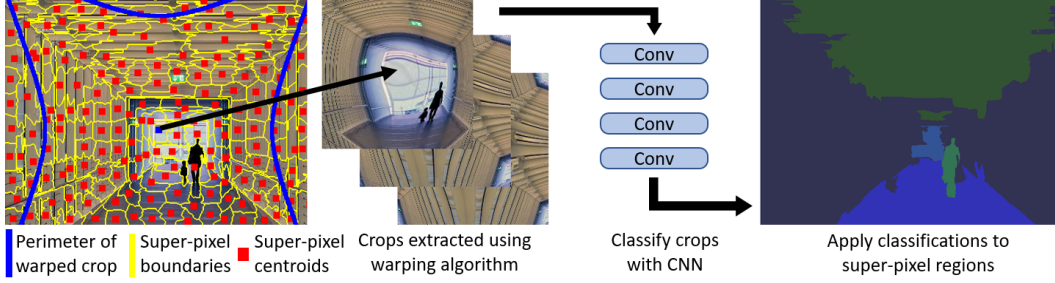 Conv
Conv
Conv
Conv
Perimeter of
warped crop
Super-pixel
boundaries
Super-pixel
centroids
Crops extracted using
warping algorithm
Classify crops
with CNN
Apply classifications to
super-pixel regions